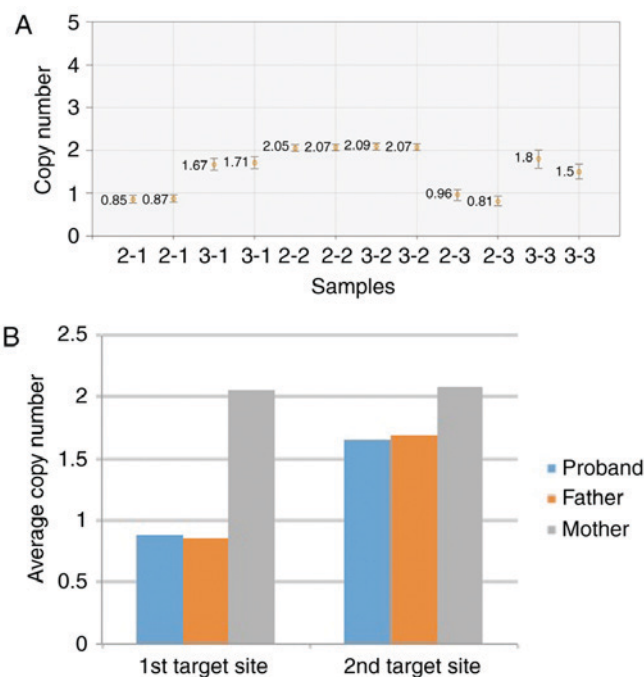 A
5
4
3
2
1
0
Copy number
0.85 0.87 1.67 1.71 2.05 2.07 2.09 2.07 0.96 0.81 1.8 1.5
2-1 2-1 3-1 3-1 2-2 2-2 3-2 3-2 2-3 2-3 3-3 3-3
Samples
B
2.5
2
1.5
1
0.5
0
Average copy number
1st target site 2nd target site
Proband
Father
Mother